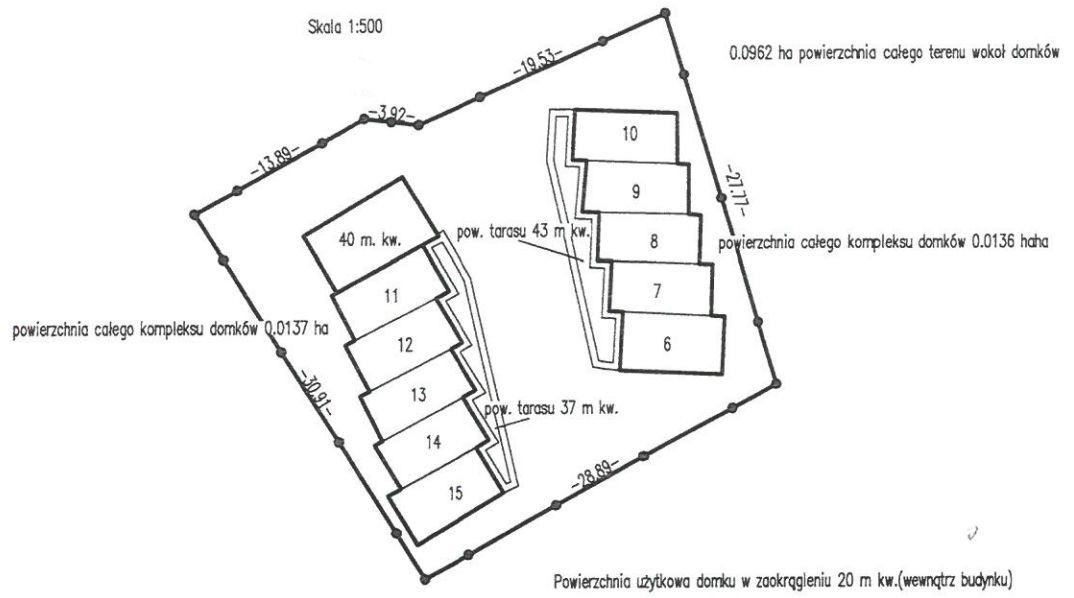 Skala 1:500
-19.53-
0.0962 ha powierzchnia całego terenu wokoł domków
-3.92-
-13.89-
10
-27.77-
9
40 m. kw.
pow. tarasu 43 m kw.
8
powierzchnia całego kompleksu domków 0.0136 haha
11
7
powierzchnia całego kompleksu domków 0.0137 ha
12
6
-30.91-
13
pow. tarasu 37 m kw.
14
-28.89-
15
Powierzchnia użytkowa domku w zaokrągleniu 20 m kw.(wewnątrz budynku)